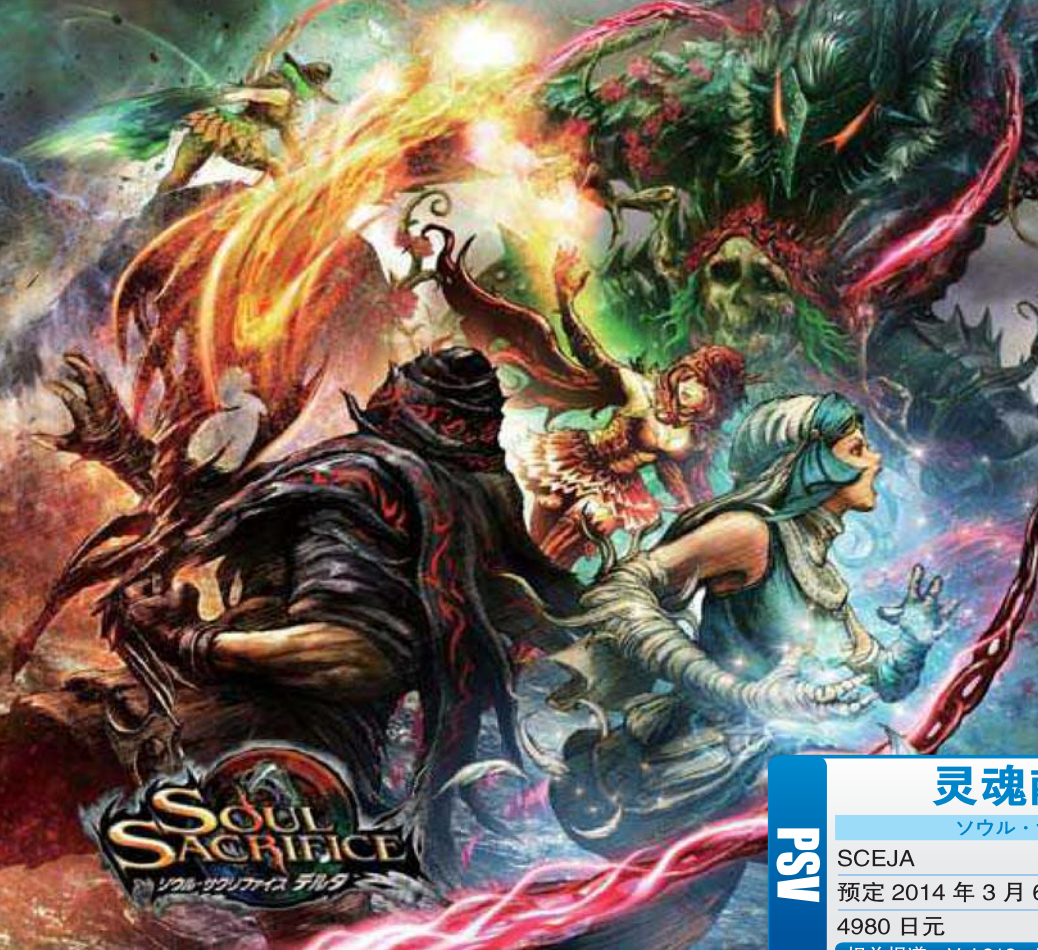 SOUL
SACRIFICE
ソウル・サクリファイス デルタ
PSV
灵魂
ソウル・
SCEJA
预定 2014 年 3 月 6
4980 日元